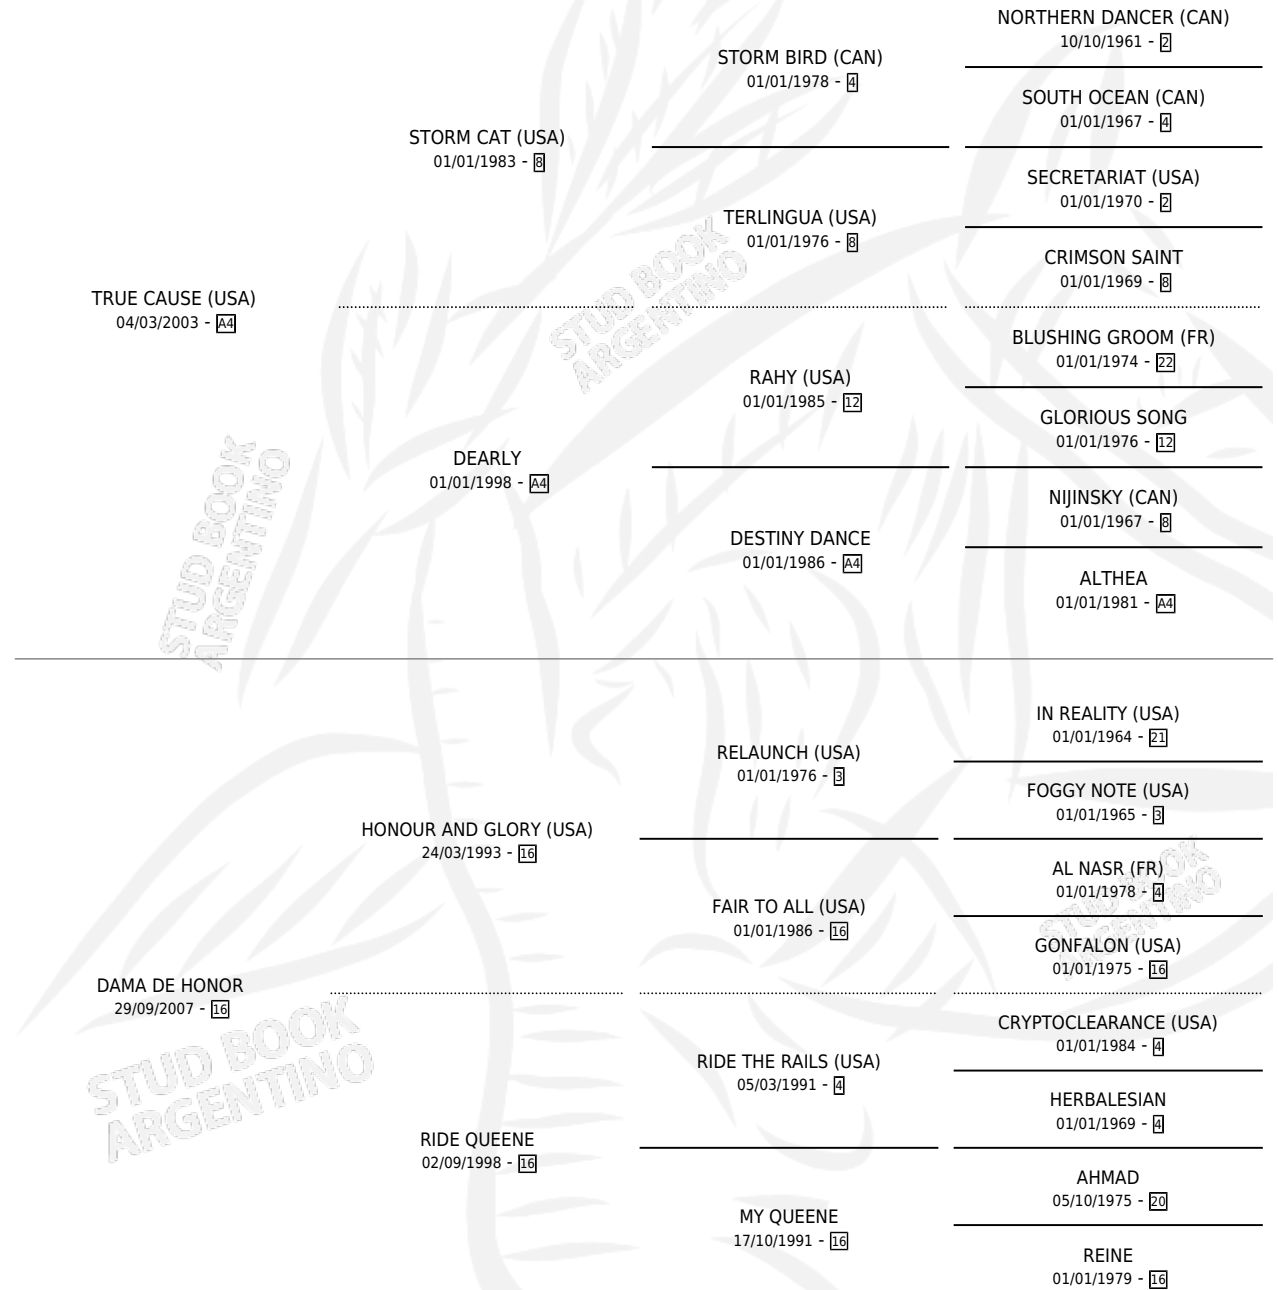 NORTHERN DANCER (CAN)
10/10/1961 - 2
STORM BIRD (CAN)
01/01/1978 - 4
SOUTH OCEAN (CAN)
01/01/1967 - 4
STORM CAT (USA)
01/01/1983 - 8
SECRETARIAT (USA)
01/01/1970 - 2
TERLINGUA (USA)
01/01/1976 - 8
CRIMSON SAINT
01/01/1969 - 8
TRUE CAUSE (USA)
04/03/2003 - A4
BLUSHING GROOM (FR)
01/01/1974 - 22
RAHY (USA)
01/01/1985 - 12
GLORIOUS SONG
01/01/1976 - 12
DEARLY
01/01/1998 - A4
NIJINSKY (CAN)
01/01/1967 - 8
DESTINY DANCE
01/01/1986 - A4
ALTHEA
01/01/1981 - A4
IN REALITY (USA)
01/01/1964 - 21
RELAUNCH (USA)
01/01/1976 - 3
FOGGY NOTE (USA)
01/01/1965 - 3
HONOUR AND GLORY (USA)
24/03/1993 - 16
AL NASR (FR)
01/01/1978 - 4
FAIR TO ALL (USA)
01/01/1986 - 16
GONFALON (USA)
01/01/1975 - 16
DAMA DE HONOR
29/09/2007 - 16
CRYPTOCLEARANCE (USA)
01/01/1984 - 4
RIDE THE RAILS (USA)
05/03/1991 - 4
HERBALESIAN
01/01/1969 - 4
RIDE QUEENE
02/09/1998 - 16
AHMAD
05/10/1975 - 20
MY QUEENE
17/10/1991 - 16
REINE
01/01/1979 - 16
STUD BOOK
ARGENTINO
STUD BOOK
ARGENTINO
STUD BOOK
ARGENTINO
STUD BOOK
ARGENTINO